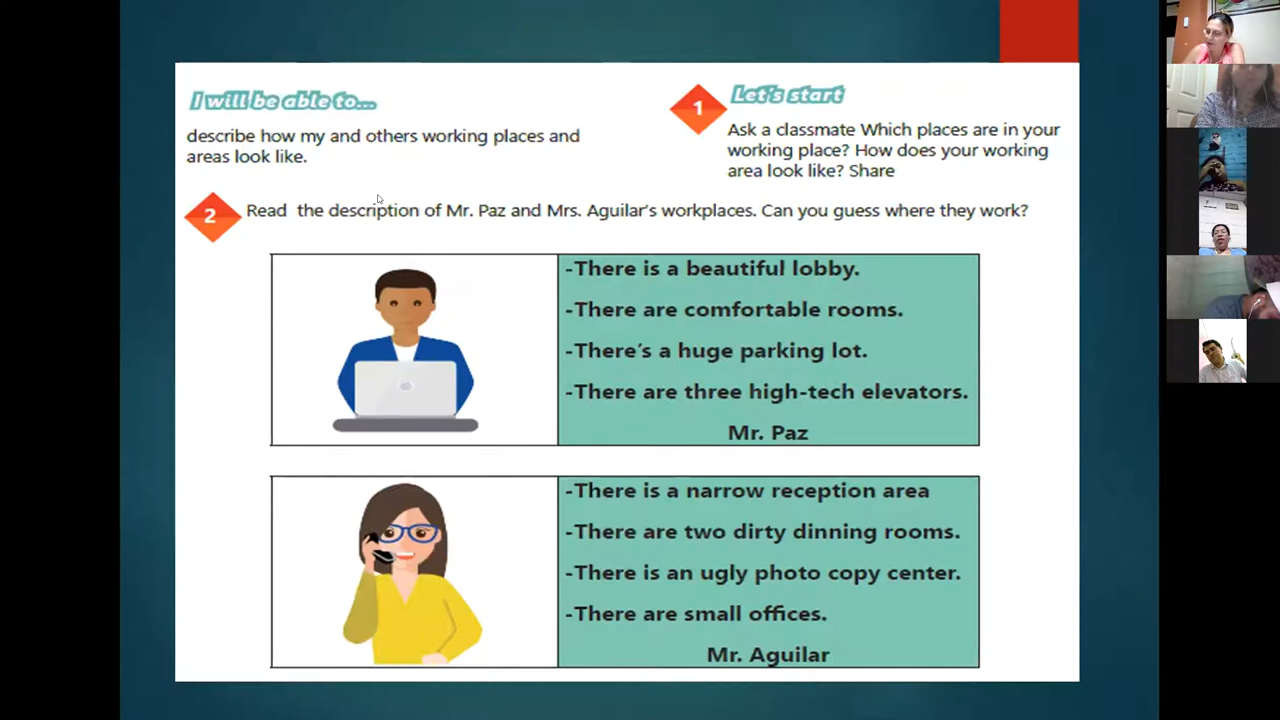 I will be able to...
describe how my and others working places and
areas look like.
1
Let's start
Ask a classmate Which places are in your
working place? How does your working
area look like? Share
2
Read the description of Mr. Paz and Mrs. Aguilar's workplaces. Can you guess where they work?
-There is a beautiful lobby.
-There are comfortable rooms.
-There's a huge parking lot.
-There are three high-tech elevators.
Mr. Paz
-There is a narrow reception area
-There are two dirty dinning rooms.
-There is an ugly photo copy center.
-There are small offices.
Mr. Aguilar